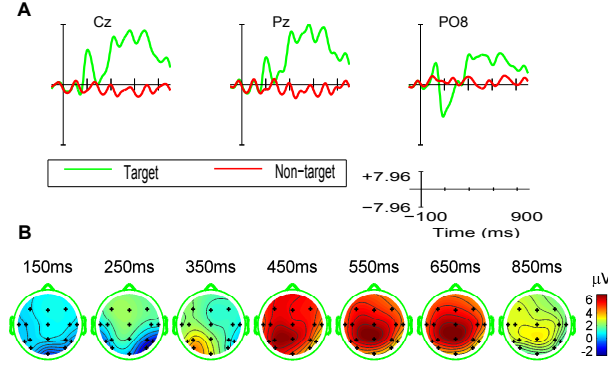 A
Cz
Pz
PO8
Target
Non-target
+7.96
-7.96
-100
900
Time (ms)
B
150ms
250ms
350ms
450ms
550ms
650ms
850ms
μV
6
4
2
0
-2